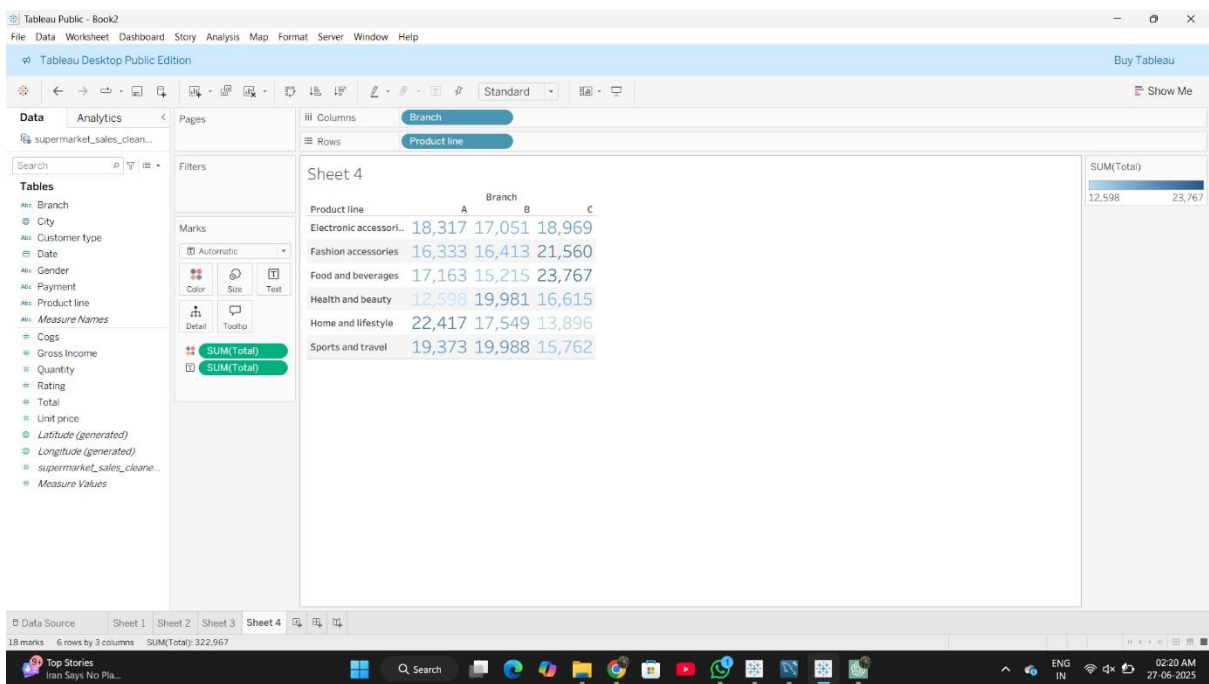 Tableau Public - Book2
File Data Worksheet Dashboard Story Analysis Map Format Server Window Help
Tableau Desktop Public Edition Buy Tableau
Standard Show Me
Data Analytics Pages Columns Branch
supermarket_sales_clean... Rows Product line
Search Filters Sheet 4 SUM(Total)
Tables Branch 12,598 23,767
Abc Branch Product line A B C
City Marks Electronic accessori.. 18,317 17,051 18,969
Abc Customer type
Date Automatic Fashion accessories 16,333 16,413 21,560
Abc Gender Food and beverages 17,163 15,215 23,767
Abc Payment Color Size Text
Abc Product line Health and beauty 12,598 19,981 16,615
Abc Measure Names Detail Tooltip Home and lifestyle 22,417 17,549 13,896
Cogs
Gross Income SUM(Total) Sports and travel 19,373 19,988 15,762
Quantity SUM(Total)
Rating
Total
Unit price
Latitude (generated)
Longitude (generated)
supermarket_sales_cleane...
Measure Values
Data Source Sheet 1 Sheet 2 Sheet 3 Sheet 4
18 marks 6 rows by 3 columns SUM(Total): 322,967
9+ Top Stories
Iran Says No Pla...
Search
ENG
IN
02:20 AM
27-06-2025